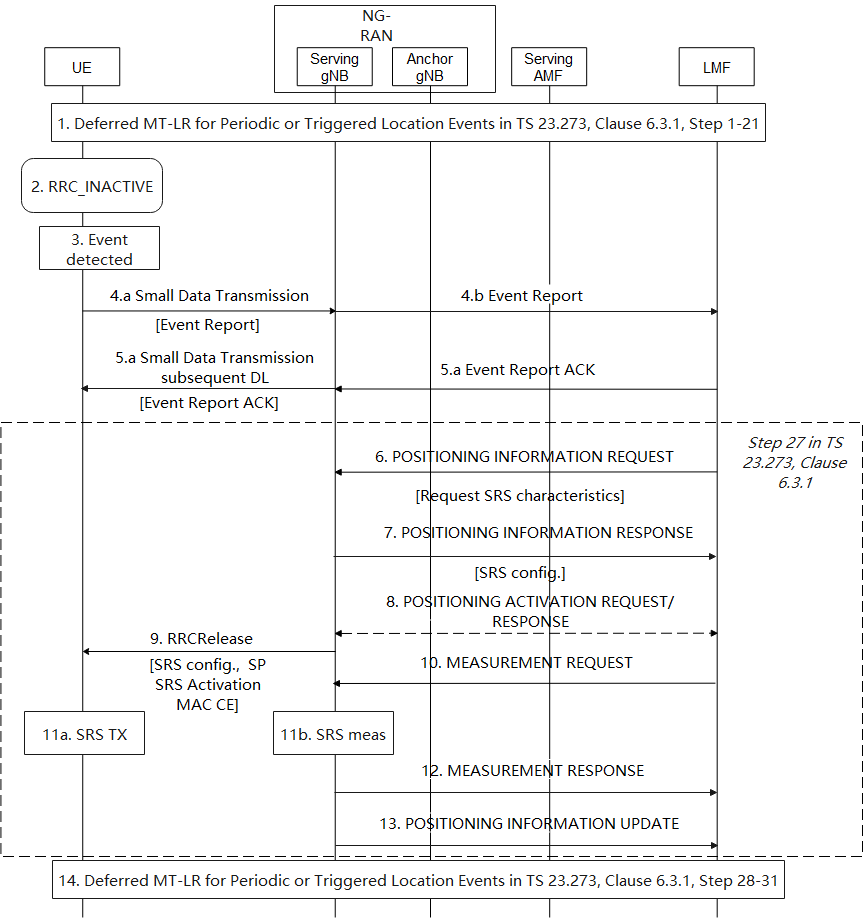 NG-
RAN
UE
Serving
gNB
Anchor
gNB
Serving
AMF
LMF
1. Deferred MT-LR for Periodic or Triggered Location Events in TS 23.273, Clause 6.3.1, Step 1-21
2. RRC_INACTIVE
3. Event
detected
4.a Small Data Transmission
4.b Event Report
[Event Report]
5.a Small Data Transmission
subsequent DL
5.a Event Report ACK
[Event Report ACK]
Step 27 in TS
23.273, Clause
6.3.1
6. POSITIONING INFORMATION REQUEST
[Request SRS characteristics]
7. POSITIONING INFORMATION RESPONSE
[SRS config.]
8. POSITIONING ACTIVATION REQUEST/
RESPONSE
9. RRCRelease
[SRS config., SP
SRS Activation
MAC CE]
10. MEASUREMENT REQUEST
11a. SRS TX
11b. SRS meas
12. MEASUREMENT RESPONSE
13. POSITIONING INFORMATION UPDATE
14. Deferred MT-LR for Periodic or Triggered Location Events in TS 23.273, Clause 6.3.1, Step 28-31